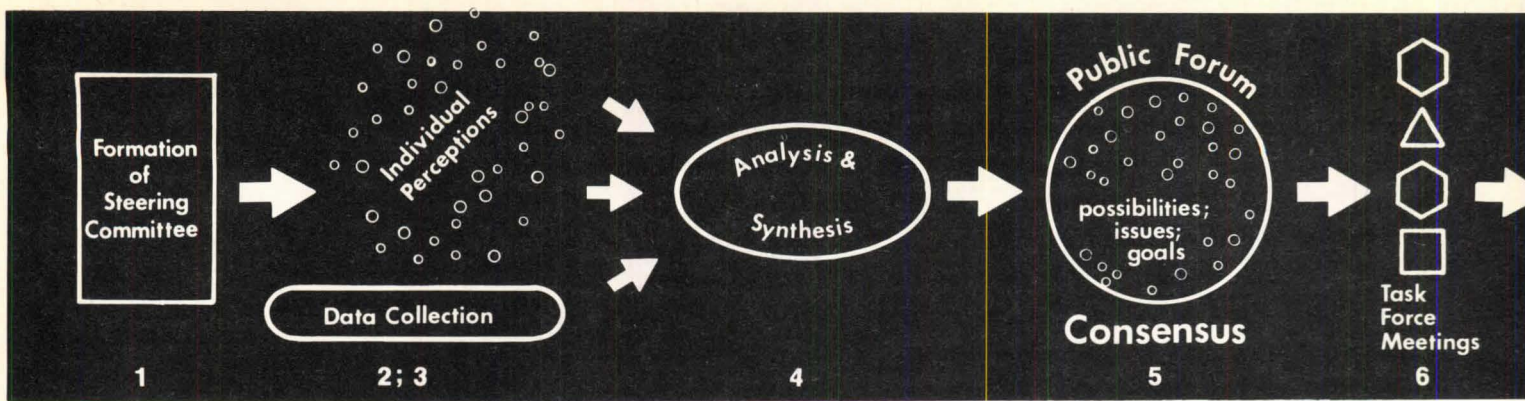 Formation
of
Steering
Committee
1
Individual
Perceptions
Data Collection
2; 3
Analysis &
Synthesis
4
Public Forum
possibilities;
issues;
goals
Consensus
5
Task
Force
Meetings
6